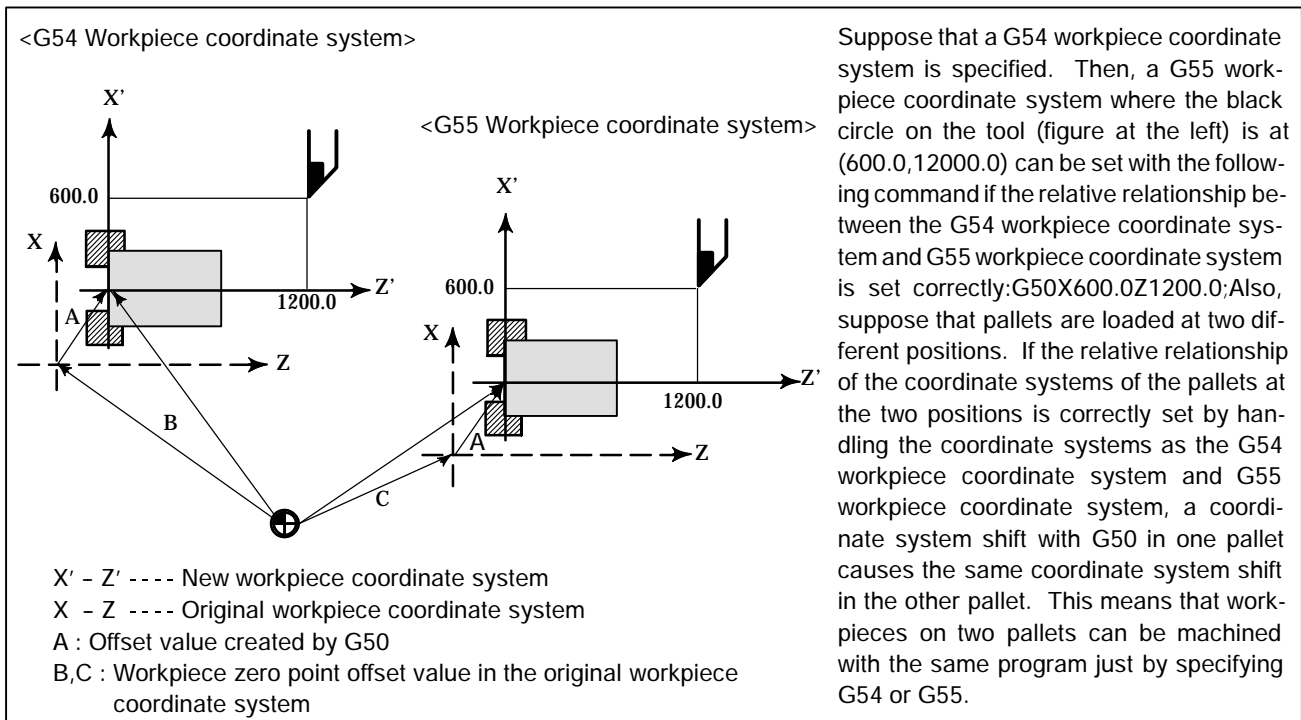 <G54 Workpiece coordinate system>
X’
600.0
X
A
Z’
1200.0
Z
B
<G55 Workpiece coordinate system>
X’
600.0
X
A
Z’
1200.0
Z
C
X’ – Z’ ---- New workpiece coordinate system
X – Z ---- Original workpiece coordinate system
A : Offset value created by G50
B,C : Workpiece zero point offset value in the original workpiece
coordinate system
Suppose that a G54 workpiece coordinate
system is specified. Then, a G55 work-
piece coordinate system where the black
circle on the tool (figure at the left) is at
(600.0,12000.0) can be set with the follow-
ing command if the relative relationship be-
tween the G54 workpiece coordinate sys-
tem and G55 workpiece coordinate system
is set correctly:G50X600.0Z1200.0;Also,
suppose that pallets are loaded at two dif-
ferent positions. If the relative relationship
of the coordinate systems of the pallets at
the two positions is correctly set by han-
dling the coordinate systems as the G54
workpiece coordinate system and G55
workpiece coordinate system, a coordi-
nate system shift with G50 in one pallet
causes the same coordinate system shift
in the other pallet. This means that work-
pieces on two pallets can be machined
with the same program just by specifying
G54 or G55.